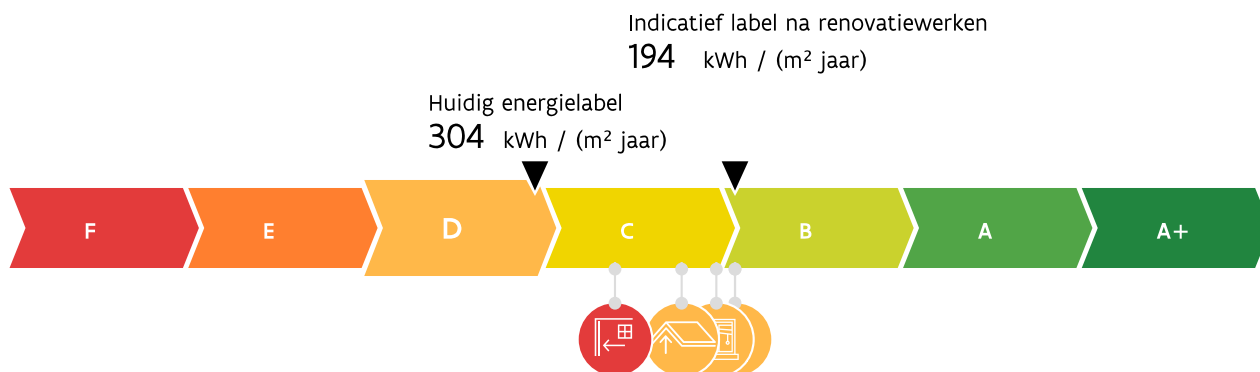 Indicatief label na renovatiewerken
194 kWh / (m² jaar)
Huidig energielabel
304 kWh / (m² jaar)
F E D C B A A+